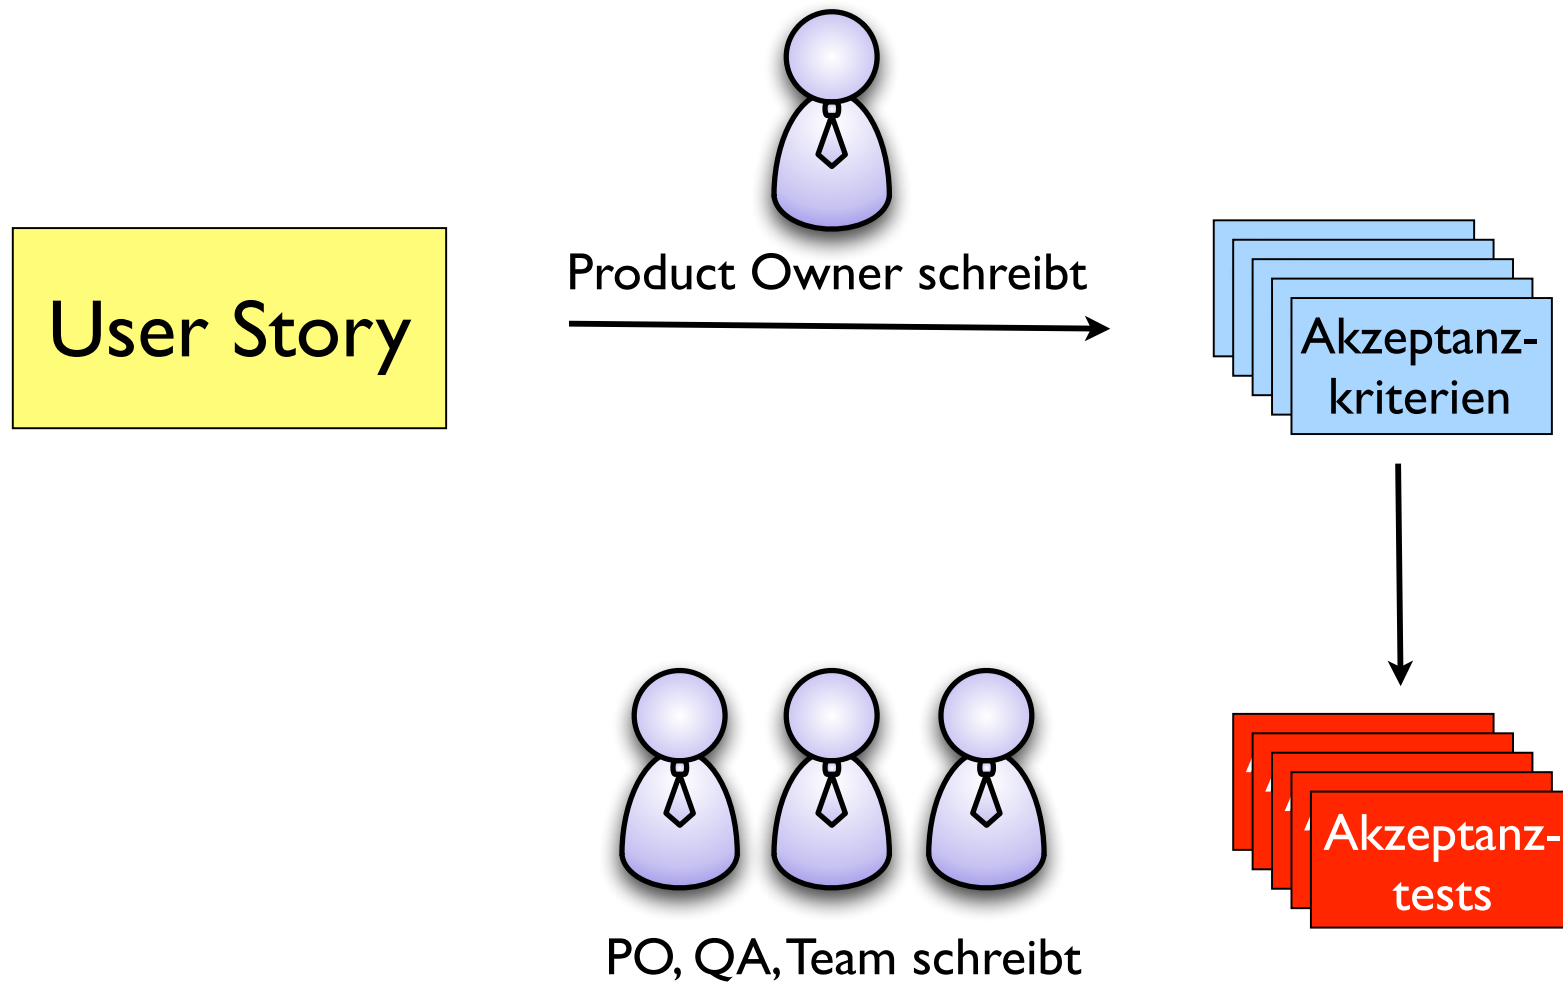 Product Owner schreibt
User Story
Akzeptanz-
kriterien
Akzeptanz-
tests
PO, QA, Team schreibt